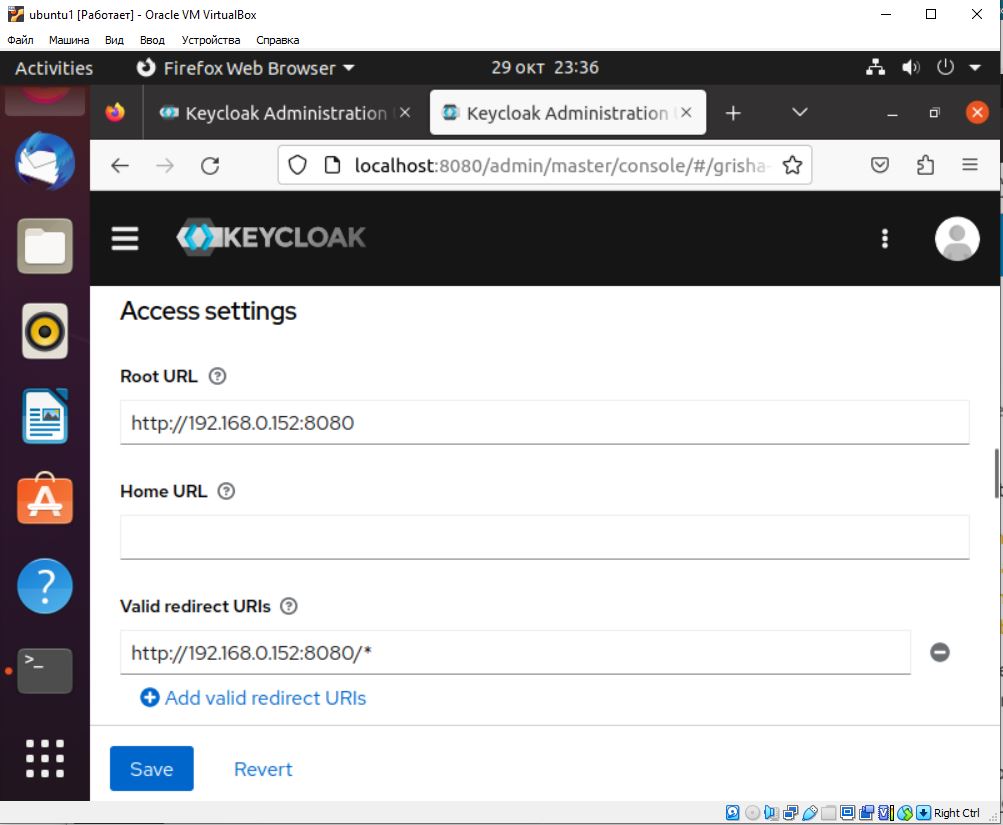 ubuntu1 [Работает] - Oracle VM VirtualBox
Файл Машина Вид Ввод Устройства Справка
Activities Firefox Web Browser 29 окт 23:36
Keycloak Administration Keycloak Administration
localhost:8080/admin/master/console/#/grisha-
KEYCLOAK
Access settings
Root URL
http://192.168.0.152:8080
Home URL
Valid redirect URIs
http://192.168.0.152:8080/*
Add valid redirect URIs
Save Revert
Right Ctrl